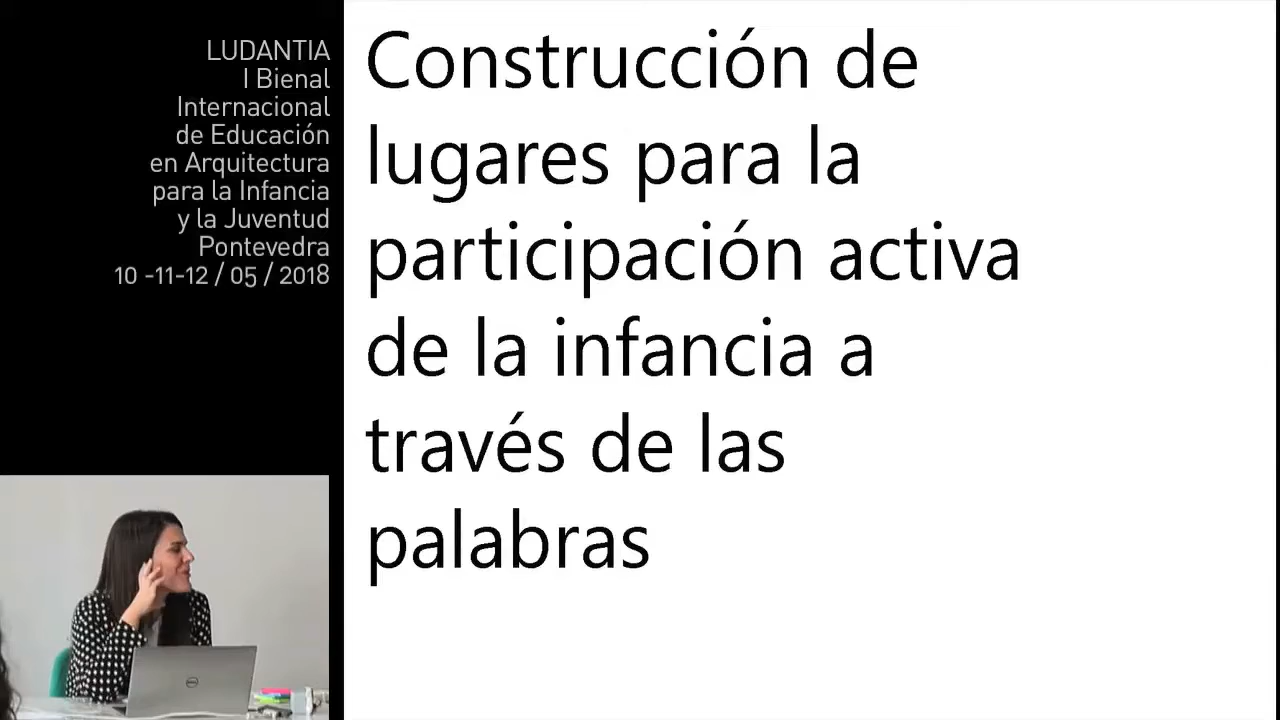 LUDANTIA
I Bienal
Internacional
de Educación
en Arquitectura
para la Infancia
y la Juventud
Pontevedra
10 -11-12 / 05 / 2018
Construcción de
lugares para la
participación activa
de la infancia a
través de las
palabras
DELL